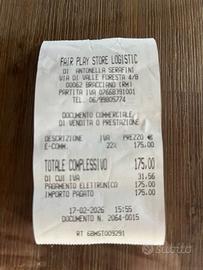 FAIR PLAY STORE LOGISTIC
DI ANTONELLA SERAFINI
VIA DI VALLE FORESTA 4/B
00062 BRACCIANO (RM)
PARTITA IVA 07668391001
TEL. 06/99805774
DOCUMENTO COMMERCIALE
DI VENDITA O PRESTAZIONE
DESCRIZIONE IVA PREZZO €
E-COMM. 22% 175.00
TOTALE COMPLESSIVO 175.00
DI CUI IVA 31.56
PAGAMENTO ELETTRONICO 175.00
IMPORTO PAGATO 175.00
17-02-2026 15:55
DOCUMENTO N. 2064-0015
RT 6BMST009291
subito